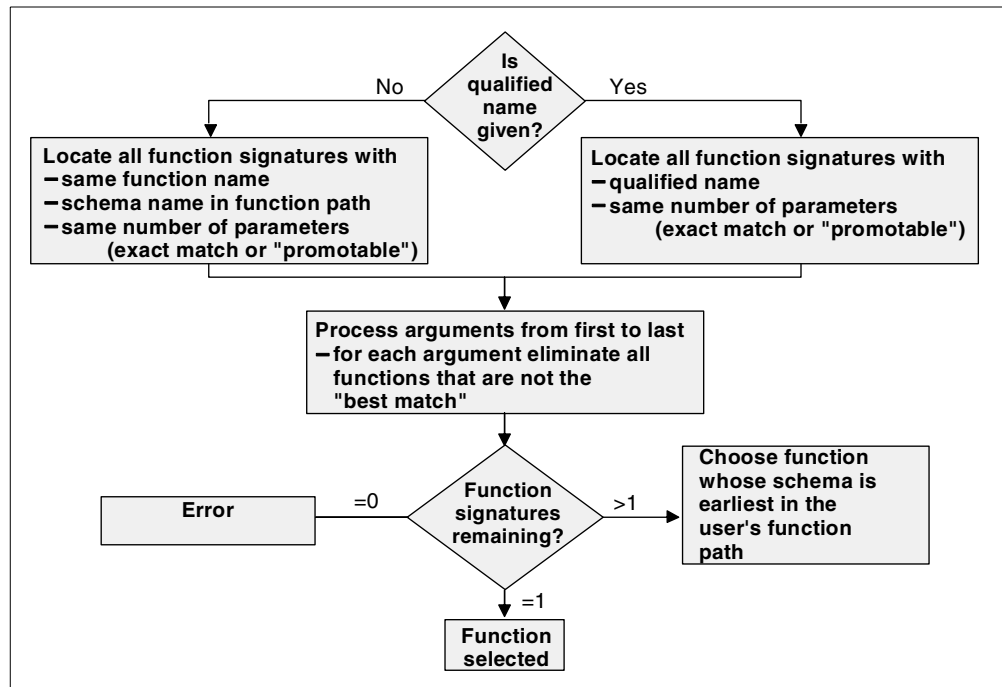 Is
qualified
name
given?
No
Yes
Locate all function signatures with
– same function name
– schema name in function path
– same number of parameters
(exact match or "promotable")
Locate all function signatures with
– qualified name
– same number of parameters
(exact match or "promotable")
Process arguments from first to last
– for each argument eliminate all
functions that are not the
"best match"
Function
signatures
remaining?
=0
Error
>1
Choose function
whose schema is
earliest in the
user's function
path
=1
Function
selected